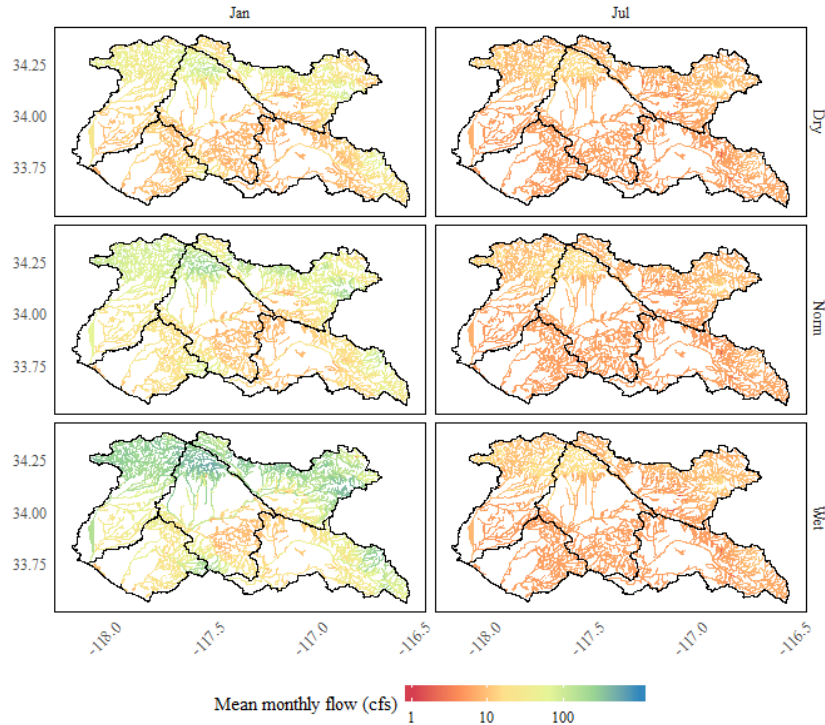 Jan Jul
34.25
34.00
33.75
Dry
34.25
34.00
33.75
Norm
34.25
34.00
33.75
Wet
-118.0 -117.5 -117.0 -116.5 -118.0 -117.5 -117.0 -116.5
Mean monthly flow (cfs)
1 10 100